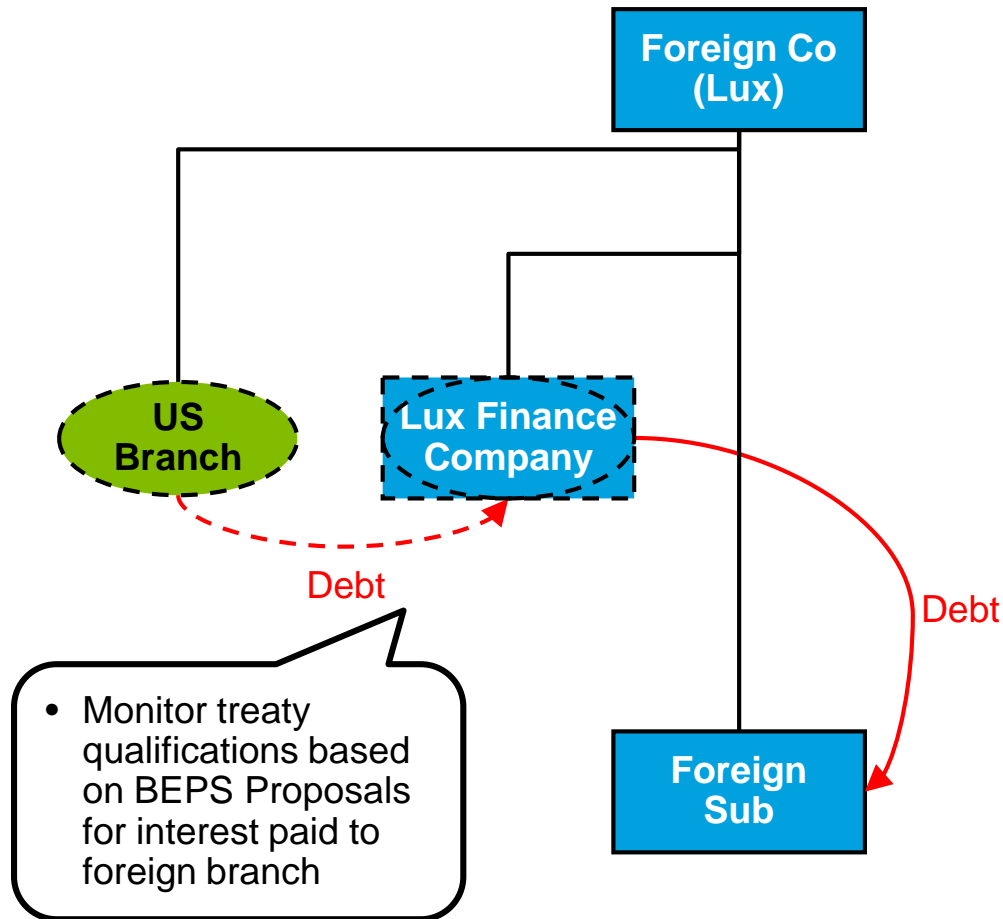 Foreign Co
(Lux)
US
Branch
Lux Finance
Company
Debt
Debt
• Monitor treaty
qualifications based
on BEPS Proposals
for interest paid to
foreign branch
Foreign
Sub